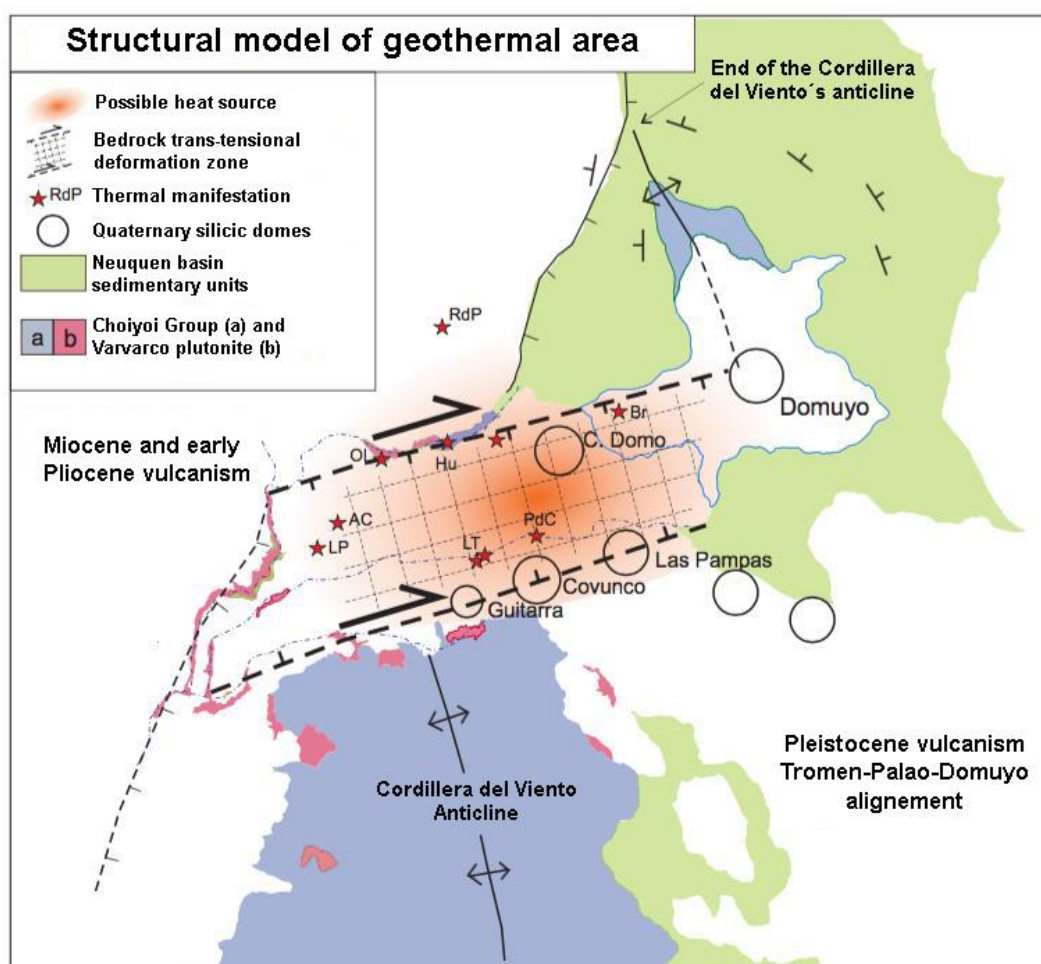 Structural model of geothermal area
Possible heat source
Bedrock trans-tensional
deformation zone
RdP
Thermal manifestation
Quaternary silicic domes
Neuquen basin
sedimentary units
a
b
Choiyoi Group (a) and
Varvarco plutonite (b)
End of the Cordillera
del Viento´s anticline
RdP
Domuyo
Br
C. Domo
Miocene and early
Pliocene vulcanism
OL
Hu
AC
PdC
LP
LT
Las Pampas
Covunco
Guitarra
Pleistocene vulcanism
Tromen-Palao-Domuyo
alignement
Cordillera del Viento
Anticline